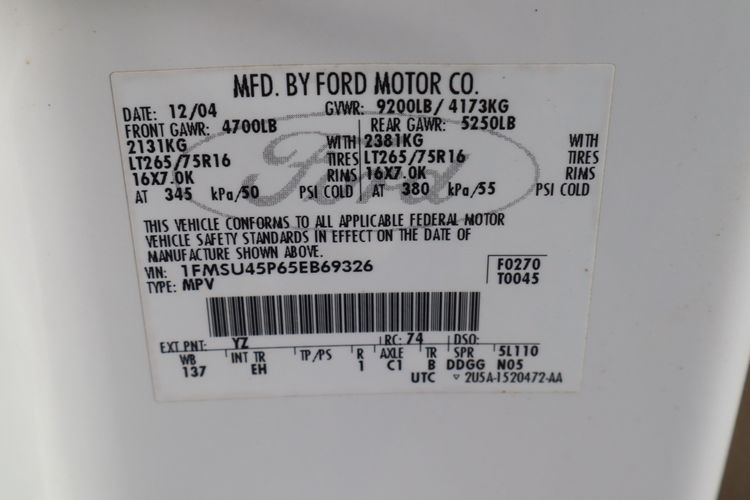 MFD. BY FORD MOTOR CO.
DATE: 12/04 GVWR: 9200LB/ 4173KG
FRONT GAWR: 4700LB REAR GAWR: 5250LB
2131KG WITH 2381KG WITH
LT265/75R16 TIRES LT265/75R16 TIRES
16X7.0K RIMS 16X7.0K RIMS
AT 345 kPa/50 PSI COLD AT 380 kPa/55 PSI COLD
Ford
THIS VEHICLE CONFORMS TO ALL APPLICABLE FEDERAL MOTOR
VEHICLE SAFETY STANDARDS IN EFFECT ON THE DATE OF
MANUFACTURE SHOWN ABOVE.
VIN: 1FMSU45P65EB69326 F0270
TYPE: MPV T0045
EXT PNT: YZ RC: 74 DSO:
WB INT TR TP/PS R AXLE TR SPR 5L110
137 EH 1 C1 B DDGG N05
UTC ▽ 2U5A-1520472-AA